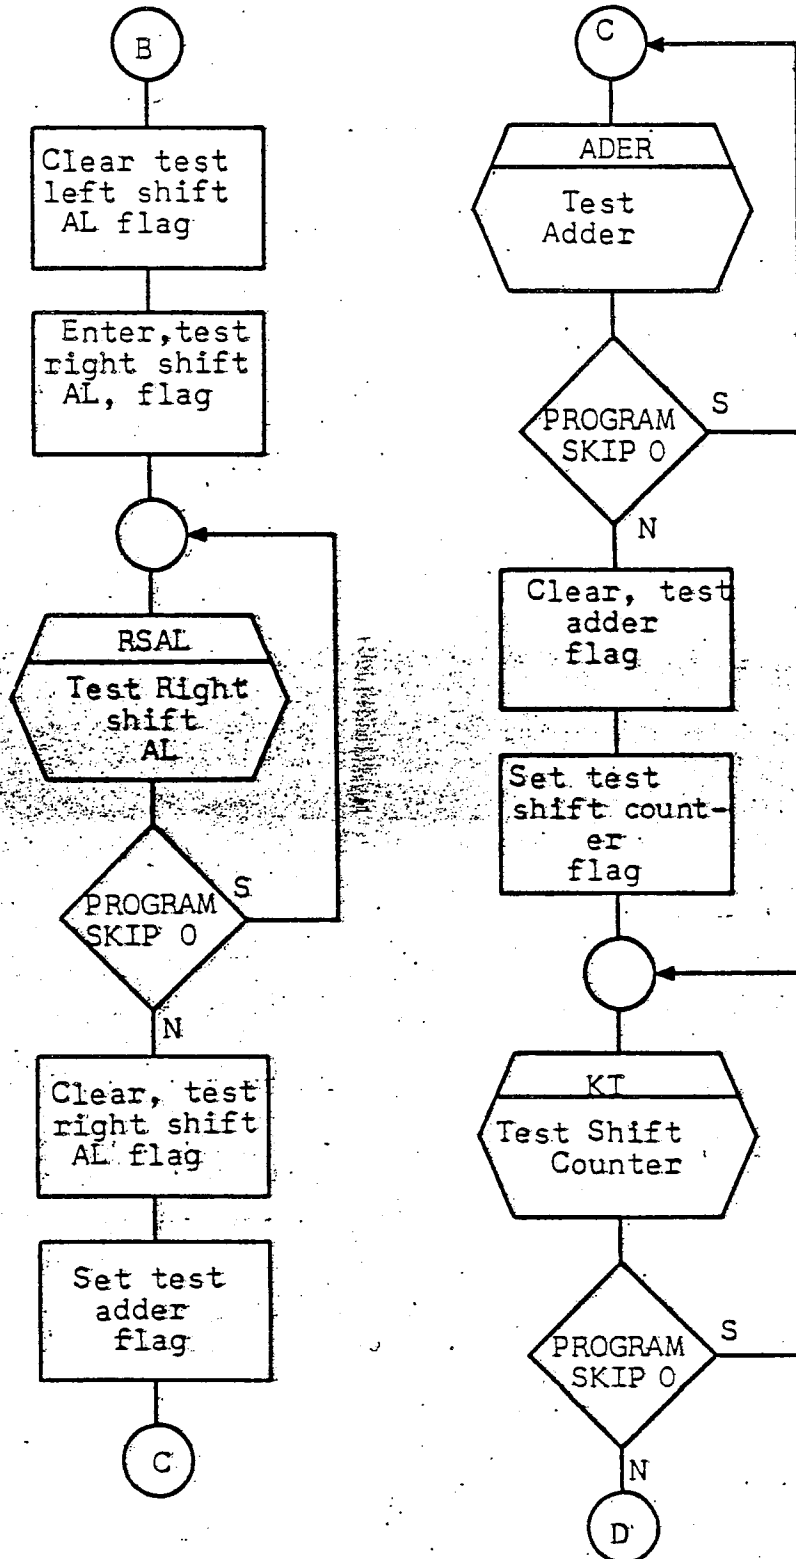 B
Clear test
left shift
AL flag
Enter,test
right shift
AL, flag
RSAL
Test Right
shift
AL
PROGRAM
SKIP 0
S
N
Clear, test
right shift
AL flag
Set test
adder
flag
C
C
ADER
Test
Adder
PROGRAM
SKIP 0
S
N
Clear, test
adder
flag
Set test
shift count-
er
flag
KT
Test Shift
Counter
PROGRAM
SKIP 0
S
N
D